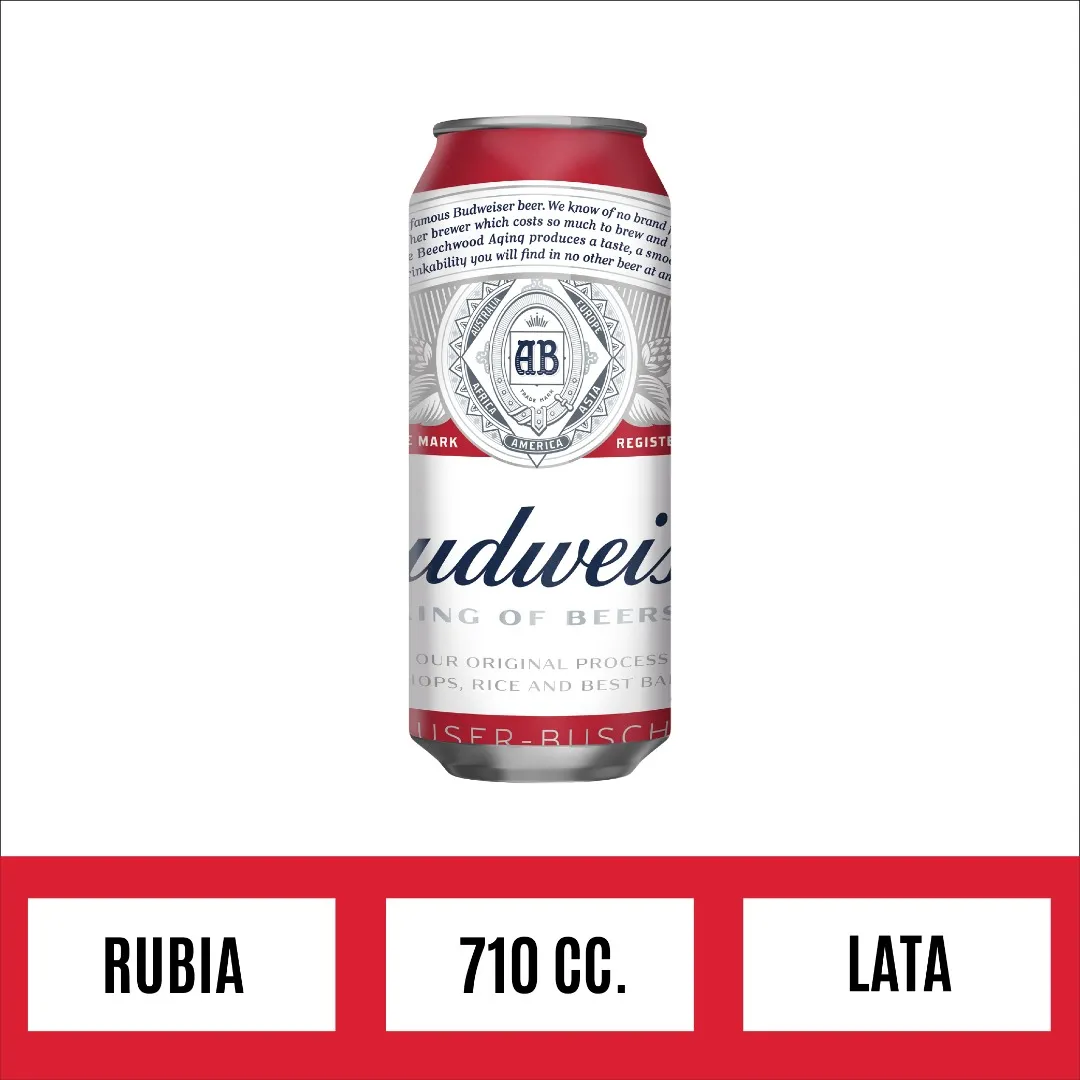 famous Budweiser beer. We know of no brand
her brewer which costs so much to brew and
e Beechwood Aging produces a taste, a smoo
rinkability you will find in no other beer at an
AUSTRALIA
EUROPE
AB
TRADE MARK
AFRICA
ASIA
AMERICA
E MARK
REGISTE
udweis
ING OF BEERS
OUR ORIGINAL PROCESS
OPS, RICE AND BEST BA
USER-BUSCH
RUBIA
710 CC.
LATA